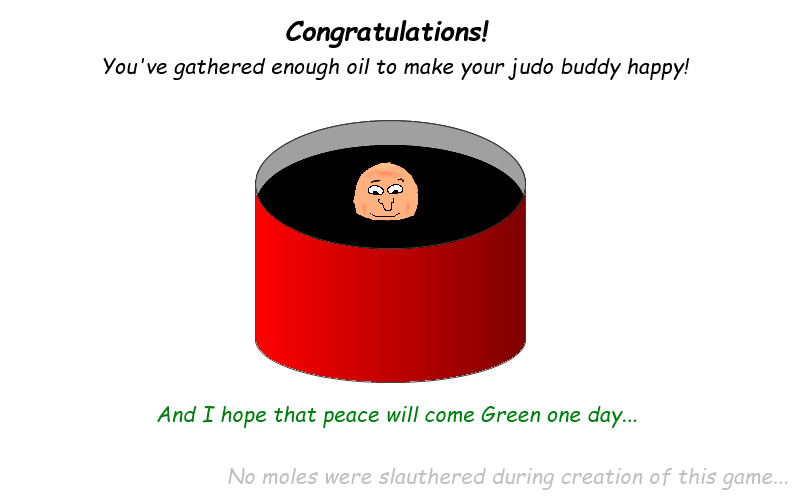 Congratulations!
You've gathered enough oil to make your judo buddy happy!
And I hope that peace will come Green one day...
No moles were slauthered during creation of this game...